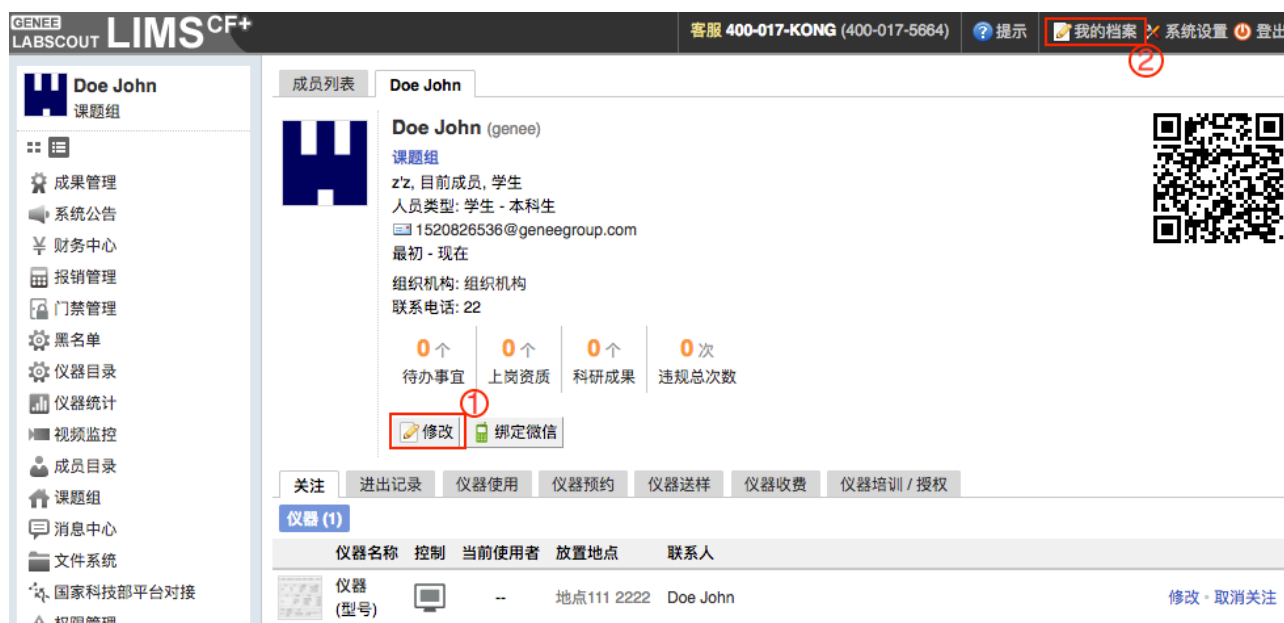 GENEE
LABSCOUT LIMS CF+
客服 400-017-KONG (400-017-5664) 提示 我的档案 系统设置 登出
②
Doe John
课题组
成果管理
系统公告
财务中心
报销管理
门禁管理
黑名单
仪器目录
仪器统计
视频监控
成员目录
课题组
消息中心
文件系统
国家科技部平台对接
权限管理
成员列表 Doe John
Doe John (genee)
课题组
z'z, 目前成员, 学生
人员类型: 学生 - 本科生
1520826536@geneegroup.com
最初 - 现在
组织机构: 组织机构
联系电话: 22
0 个 0 个 0 个 0 次
待办事宜 上岗资质 科研成果 违规总次数
①
修改 绑定微信
关注 进出记录 仪器使用 仪器预约 仪器送样 仪器收费 仪器培训 / 授权
仪器 (1)
仪器名称 控制 当前使用者 放置地点 联系人
仪器
(型号) -- 地点111 2222 Doe John 修改 · 取消关注